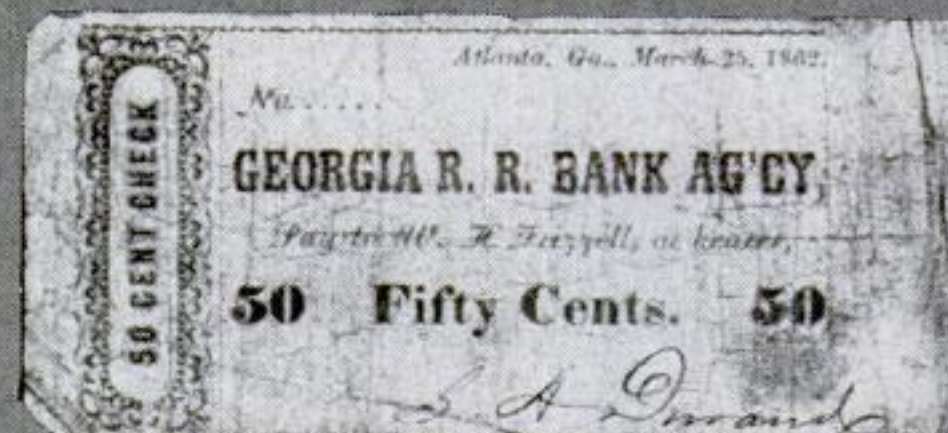 50 CENT CHECK
Atlanta, Ga., March 25, 1862.
No.....
GEORGIA R. R. BANK AG'CY,
Pay to W. H. or bearer,
50 Fifty Cents. 50
S. A. Durand